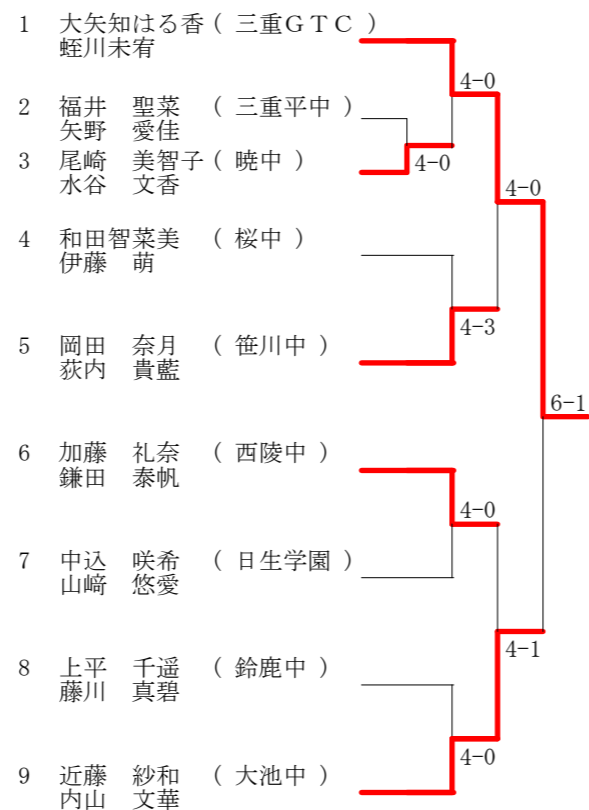 1 大矢知はる香 ( 三重GTC )
蛭川未宥
4-0
2 福井 聖菜 ( 三重平中 )
矢野 愛佳
3 尾崎 美智子 ( 暁中 )
4-0
水谷 文香
4-0
4 和田智菜美 ( 桜中 )
伊藤 萌
4-3
5 岡田 奈月 ( 笹川中 )
荻内 貴藍
6-1
6 加藤 礼奈 ( 西陵中 )
鎌田 泰帆
4-0
7 中込 咲希 ( 日生学園 )
山﨑 悠愛
4-1
8 上平 千遥 ( 鈴鹿中 )
藤川 真碧
4-0
9 近藤 紗和 ( 大池中 )
内山 文華